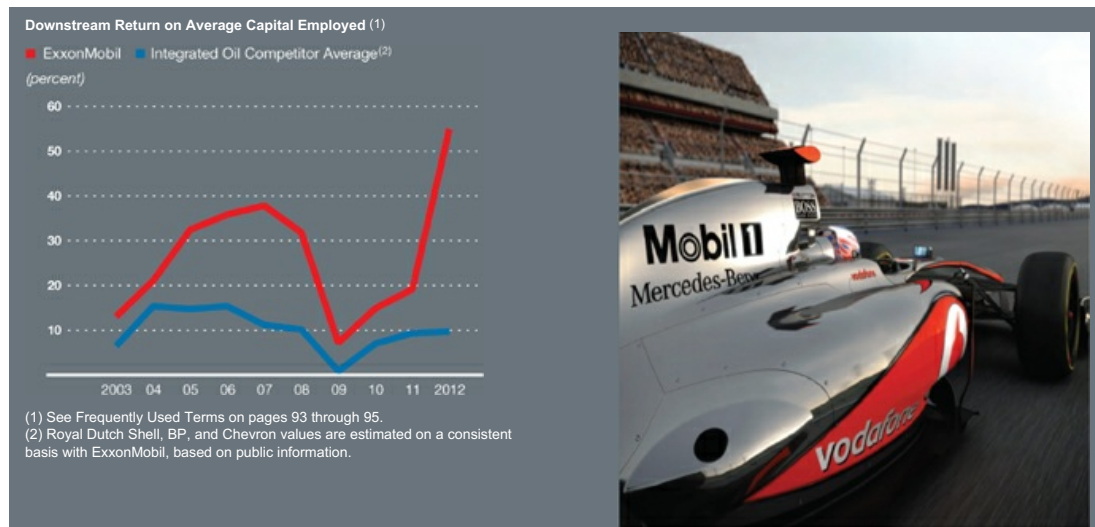 Downstream Return on Average Capital Employed (1)
ExxonMobil Integrated Oil Competitor Average(2)
(percent)
60
50
40
30
20
10
2003 04 05 06 07 08 09 10 11 2012
(1) See Frequently Used Terms on pages 93 through 95.
(2) Royal Dutch Shell, BP, and Chevron values are estimated on a consistent
basis with ExxonMobil, based on public information.
BOSS
Mobil 1
Mercedes-Benz
vodafone
vodafone